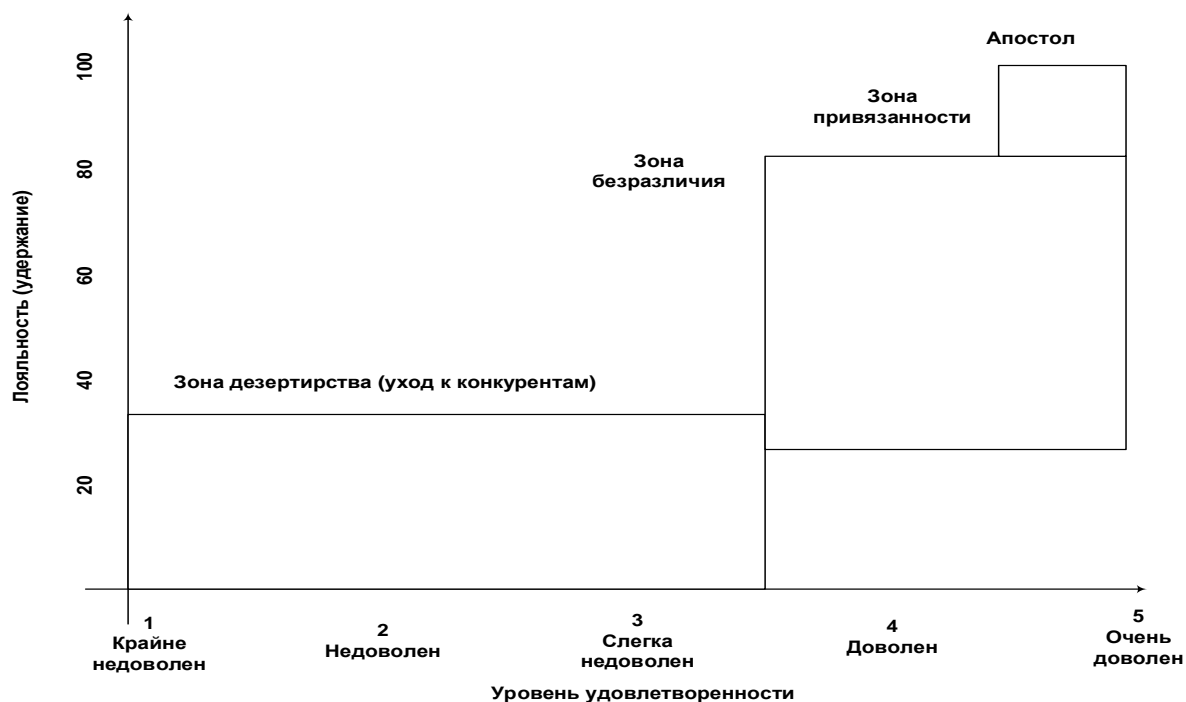 Апостол
100
Зона
привязанности
Зона
безразличия
80
Лояльность (удержание)
60
40
Зона дезертирства (уход к конкурентам)
20
1
Крайне
недоволен
2
Недоволен
3
Слегка
недоволен
4
Доволен
5
Очень
доволен
Уровень удовлетворенности